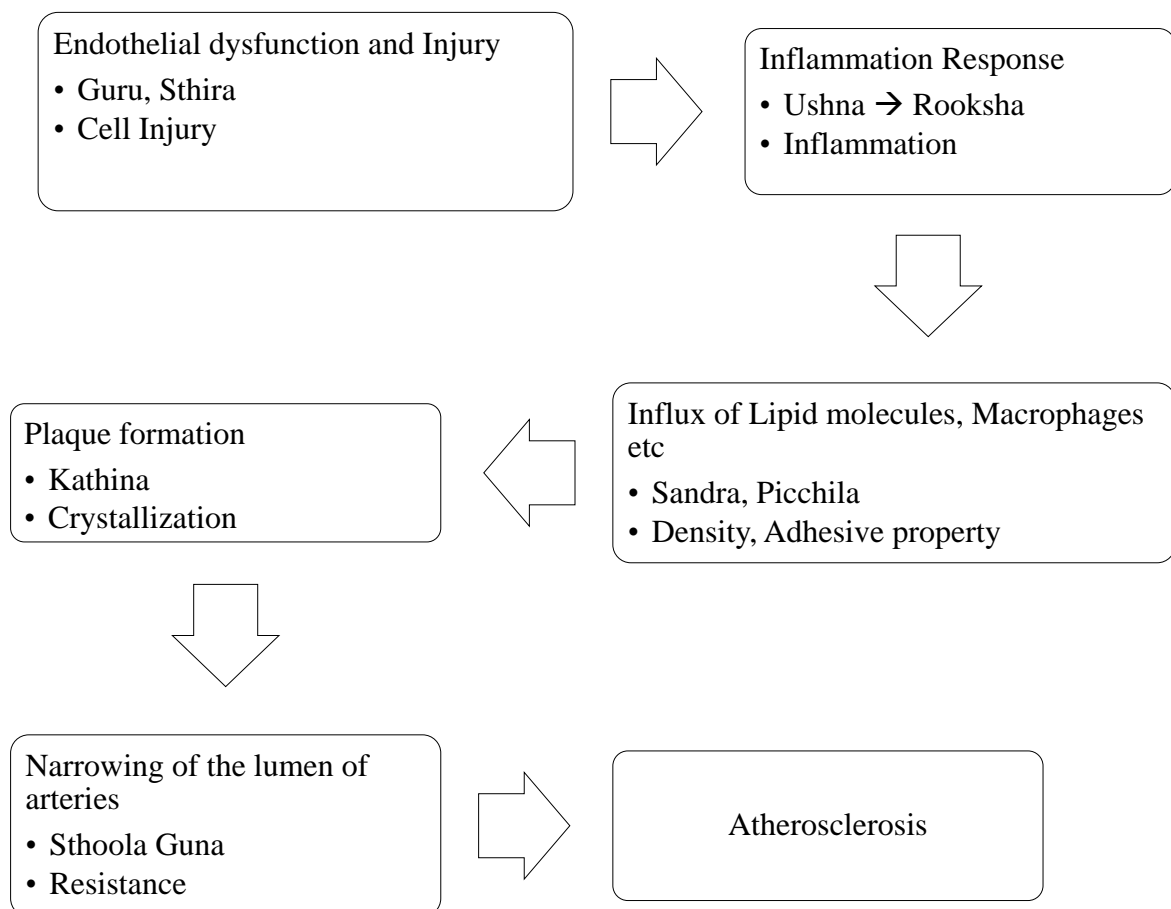 Endothelial dysfunction and Injury
• Guru, Sthira
• Cell Injury
Inflammation Response
• Ushna → Rooksha
• Inflammation
Influx of Lipid molecules, Macrophages
etc
• Sandra, Picchila
• Density, Adhesive property
Plaque formation
• Kathina
• Crystallization
Narrowing of the lumen of
arteries
• Sthoola Guna
• Resistance
Atherosclerosis